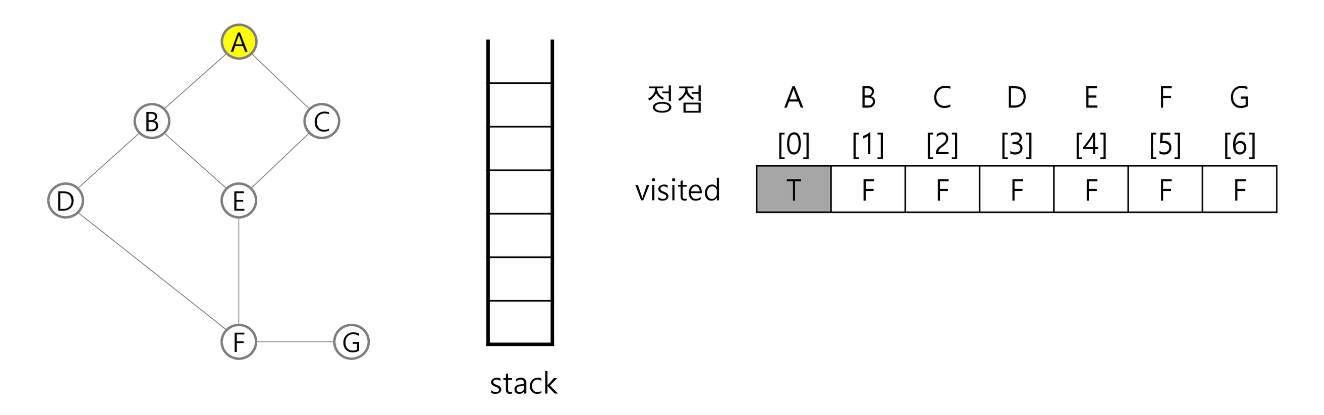 A
B
C
D
E
F
G
stack
정점 A B C D E F G
[0] [1] [2] [3] [4] [5] [6]
visited T F F F F F F